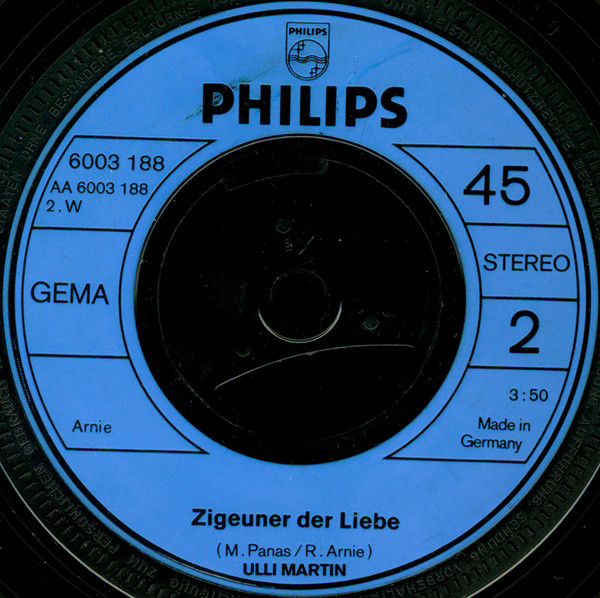 PHILIPS
PHILIPS
6003 188
AA 6003 188
2. W
GEMA
Arnie
45
STEREO
2
3:50
Made in
Germany
Zigeuner der Liebe
(M. Panas / R. Arnie)
ULLI MARTIN